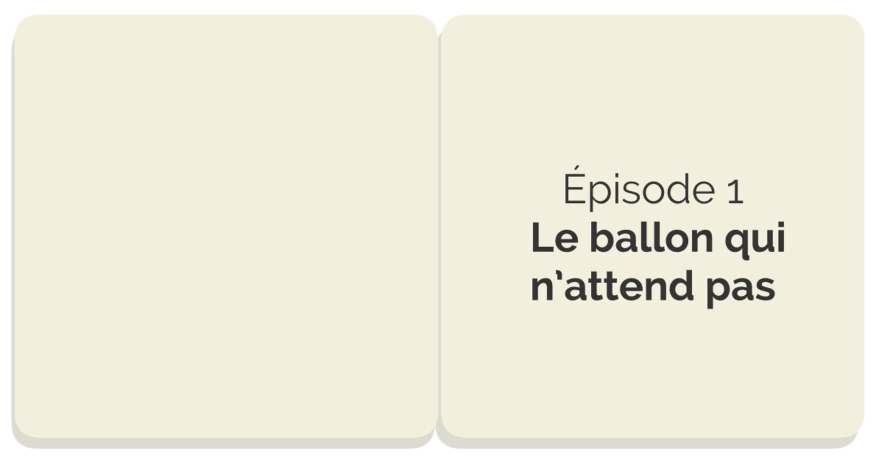 Épisode 1
Le ballon qui
n’attend pas